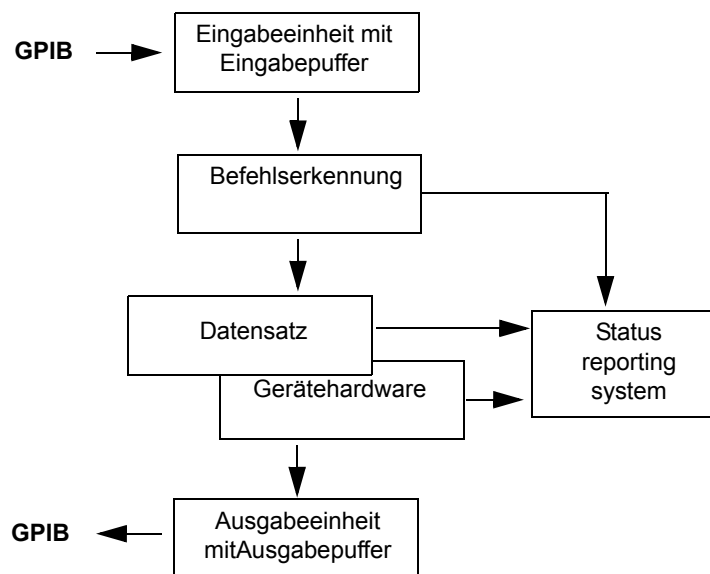 GPIB
Eingabeeinheit mit
Eingabepuffer
Befehlserkennung
Datensatz
Gerätehardware
Status
reporting
system
GPIB
Ausgabeeinheit
mitAusgabepuffer